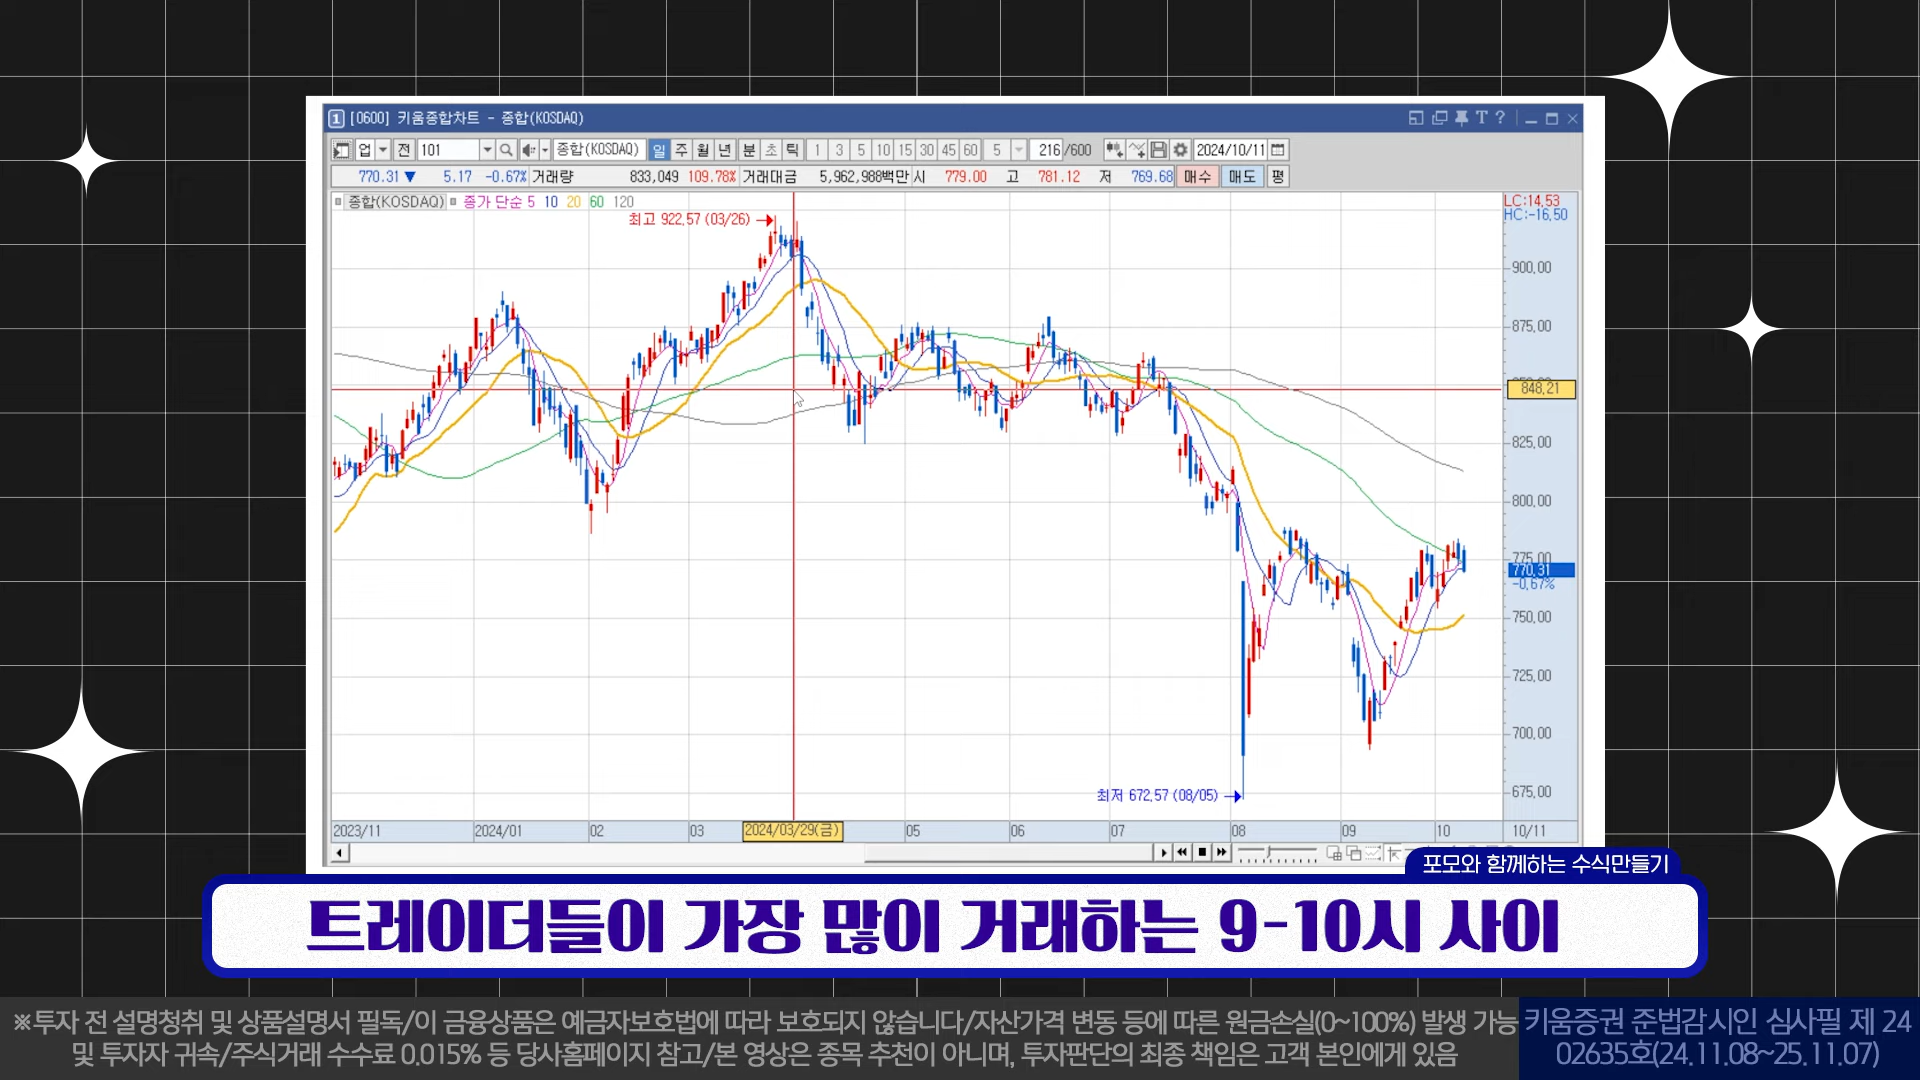 1 [0600] 키움종합차트 - 종합(KOSDAQ)
업 전 101 종합(KOSDAQ) 일 주 월 년 분 초 틱 1 3 5 10 15 30 45 60 5 216 /600 2024/10/11
770.31 ▼ 5.17 -0.67% 거래량 833,049 109.78% 거래대금 5,962,988백만 시 779.00 고 781.12 저 769.68 매수 매도 평
종합(KOSDAQ) 종가 단순 5 10 20 60 120
LC:14.53
HC:-16.50
최고 922.57 (03/26)
900.00
875.00
848.21
825.00
800.00
775.00
770.31
-0.67%
750.00
725.00
700.00
675.00
최저 672.57 (08/05)
2023/11 2024/01 02 03 2024/03/29(금) 05 06 07 08 09 10 10/11
포모와 함께하는 수식만들기
트레이더들이 가장 많이 거래하는 9-10시 사이
※투자 전 설명청취 및 상품설명서 필독/이 금융상품은 예금자보호법에 따라 보호되지 않습니다/자산가격 변동 등에 따른 원금손실(0~100%) 발생 가능
및 투자자 귀속/주식거래 수수료 0.015% 등 당사홈페이지 참고/본 영상은 종목 추천이 아니며, 투자판단의 최종 책임은 고객 본인에게 있음
키움증권 준법감시인 심사필 제 24
02635호(24.11.08~25.11.07)